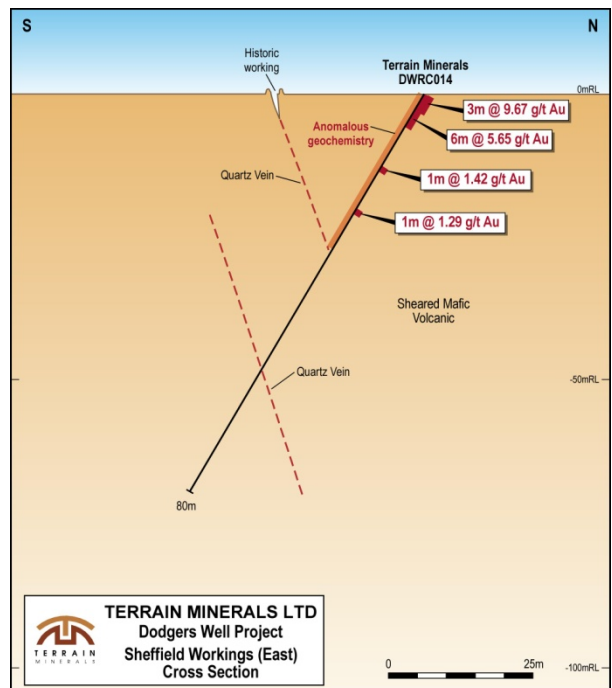 S
N
Historic
working
Terrain Minerals
DWRC014
0mRL
3m @ 9.67 g/t Au
Anomalous
geochemistry
6m @ 5.65 g/t Au
Quartz Vein
1m @ 1.42 g/t Au
1m @ 1.29 g/t Au
Sheared Mafic
Volcanic
Quartz Vein
-50mRL
80m
TERRAIN MINERALS LTD
Dodgers Well Project
Sheffield Workings (East)
Cross Section
TERRAIN
MINERALS
0
25m
-100mRL